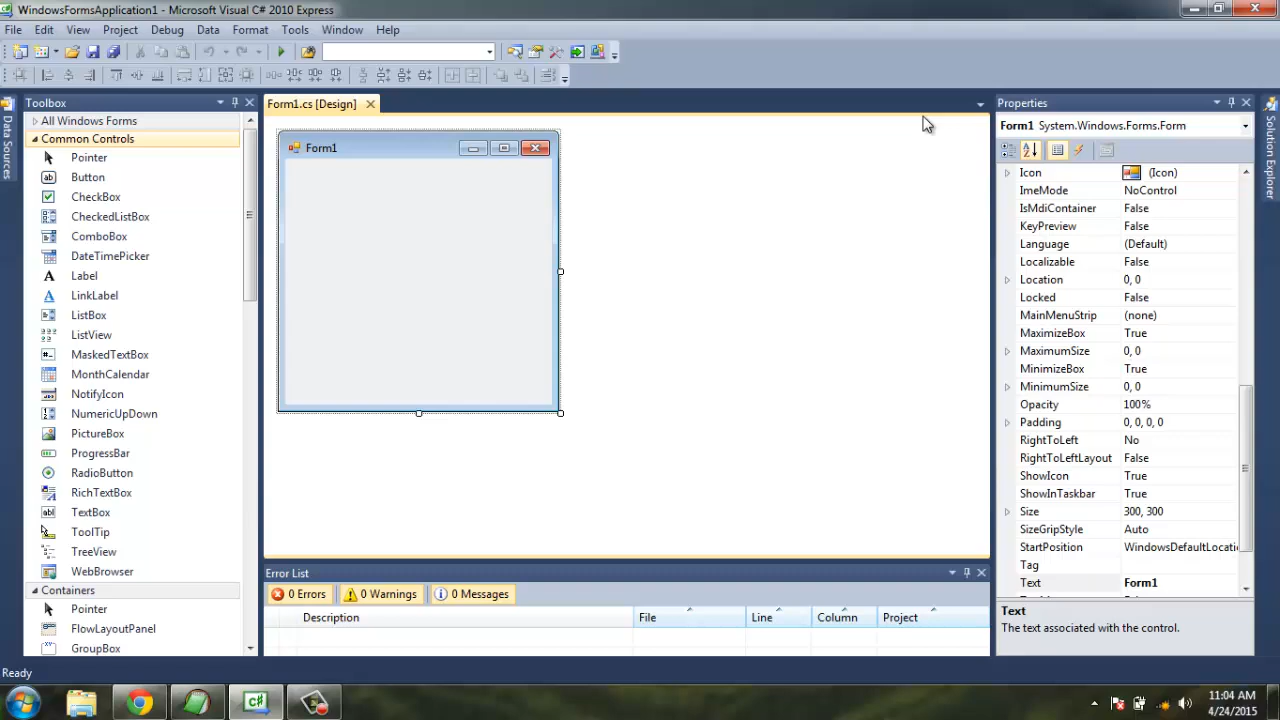 WindowsFormsApplication1 - Microsoft Visual C# 2010 Express
File Edit View Project Debug Data Format Tools Window Help
Toolbox
All Windows Forms
Common Controls
Pointer
Button
CheckBox
CheckedListBox
ComboBox
DateTimePicker
Label
LinkLabel
ListBox
ListView
MaskedTextBox
MonthCalendar
NotifyIcon
NumericUpDown
PictureBox
ProgressBar
RadioButton
RichTextBox
TextBox
ToolTip
TreeView
WebBrowser
Containers
Pointer
FlowLayoutPanel
GroupBox
Data Sources
Form1.cs [Design]
Form1
Error List
0 Errors 0 Warnings 0 Messages
Description File Line Column Project
Properties
Form1 System.Windows.Forms.Form
Icon (Icon)
ImeMode NoControl
IsMdiContainer False
KeyPreview False
Language (Default)
Localizable False
Location 0, 0
Locked False
MainMenuStrip (none)
MaximizeBox True
MaximumSize 0, 0
MinimizeBox True
MinimumSize 0, 0
Opacity 100%
Padding 0, 0, 0, 0
RightToLeft No
RightToLeftLayout False
ShowIcon True
ShowInTaskbar True
Size 300, 300
SizeGripStyle Auto
StartPosition WindowsDefaultLocati
Tag
Text Form1
Text
The text associated with the control.
Solution Explorer
Ready
C#
11:04 AM
4/24/2015